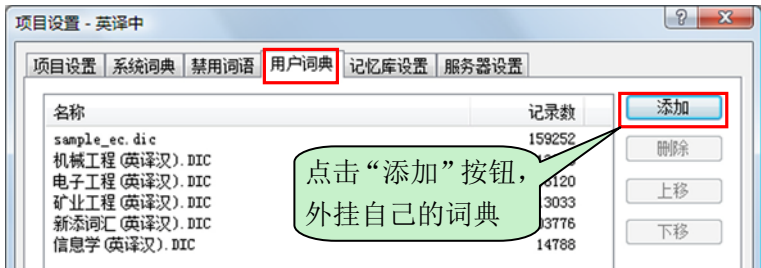 项目设置 - 英译中
项目设置 系统词典 禁用词语 用户词典 记忆库设置 服务器设置
名称 记录数 添加
sample_ec.dic 159252
机械工程(英译汉).DIC 删除
电子工程(英译汉).DIC 6120
矿业工程(英译汉).DIC 3033 上移
新添词汇(英译汉).DIC 03776
信息学(英译汉).DIC 14788 下移
点击“添加”按钮，
外挂自己的词典